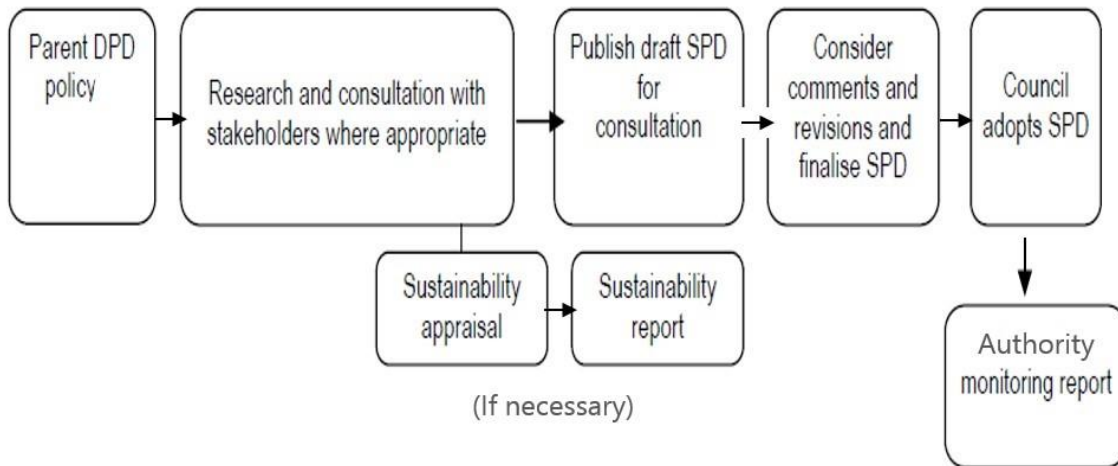 Parent DPD
policy
Research and consultation with
stakeholders where appropriate
Publish draft SPD
for
consultation
Consider
comments and
revisions and
finalise SPD
Council
adopts SPD
Sustainability
appraisal
Sustainability
report
(If necessary)
Authority
monitoring report